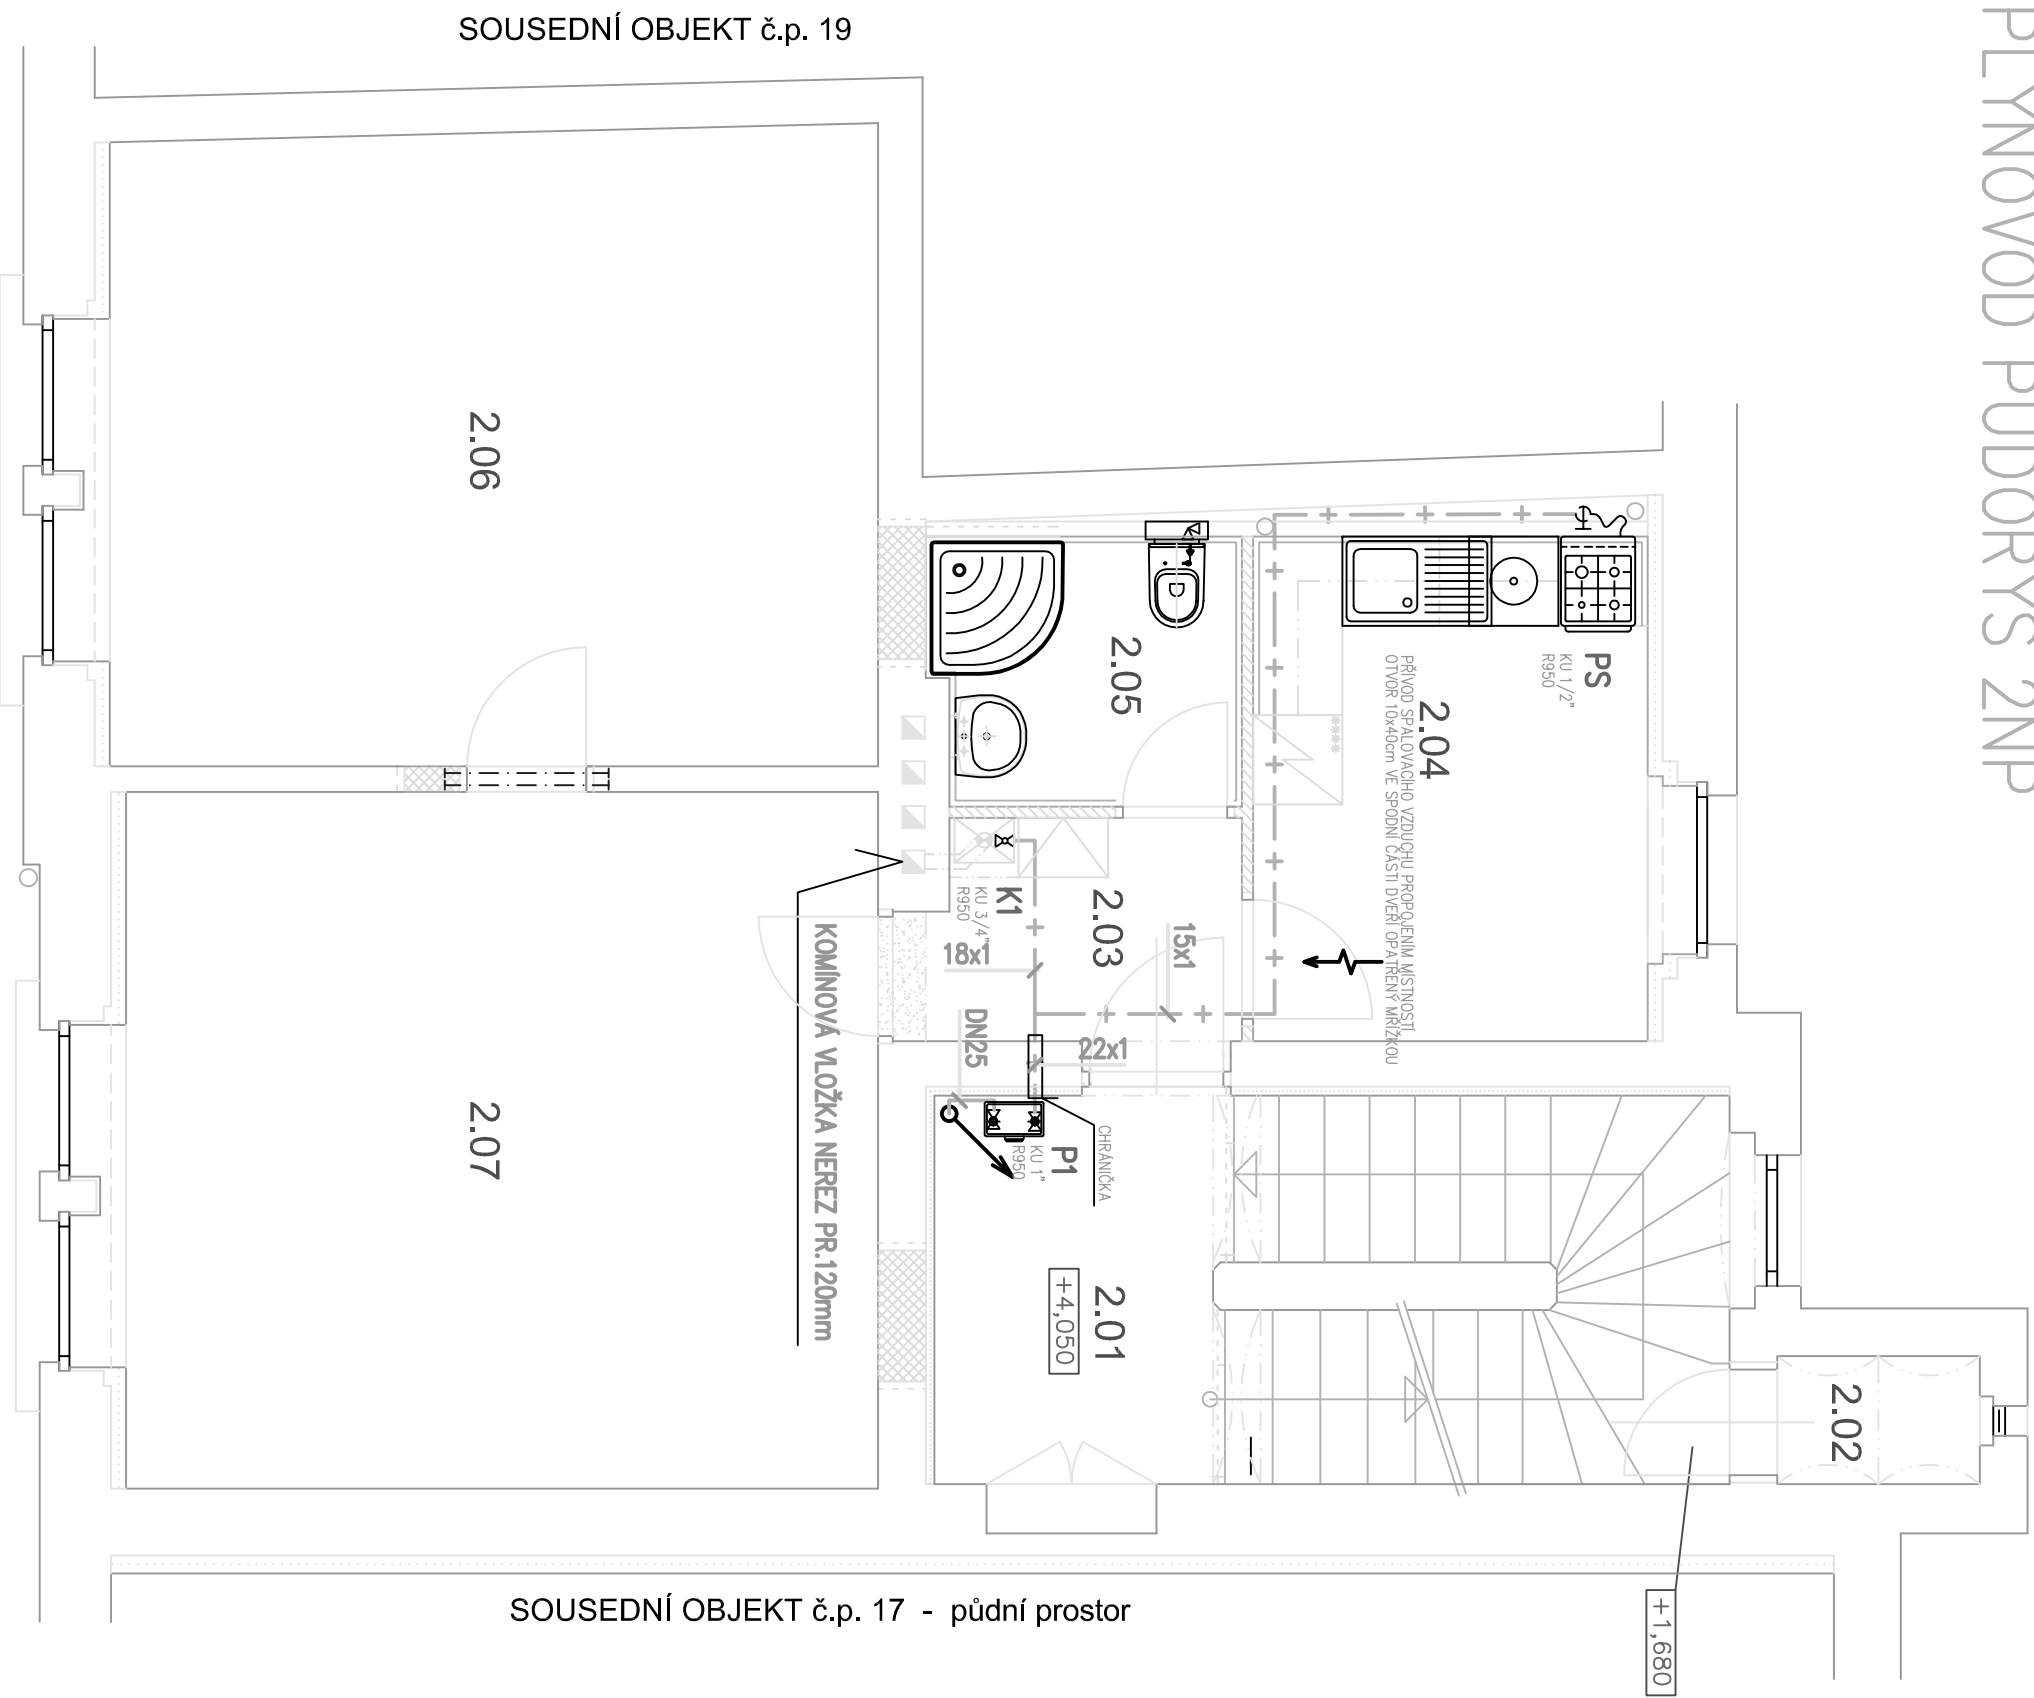 SOUSEDNÍ OBJEKT č.p. 19
PLYNOVOD PŮDORYS 2NP
2.06
2.05
2.04
PS
KU 1/2"
R950
PŘÍVOD SPALOVACÍHO VZDUCHU PROPOJENÍM MÍSTNOSTÍ
OTVOR 10x40cm VE SPODNÍ ČÁSTI DVEŘÍ OPATŘENÝ MŘÍŽKOU
K1
KU 3/4"
R950
2.03
18x1
15x1
DN25
22x1
KOMÍNOVÁ VLOŽKA NEREZ PR.120mm
2.07
P1
KU 1"
R950
CHRÁNIČKA
2.01
+4,050
2.02
+1,680
SOUSEDNÍ OBJEKT č.p. 17 - půdní prostor